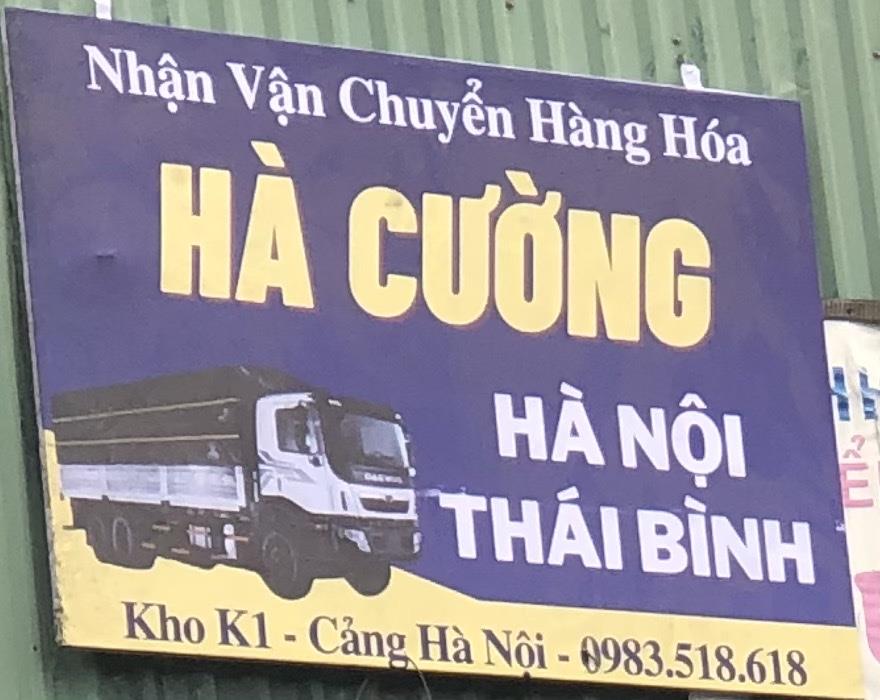 Nhận Vận Chuyển Hàng Hóa
HÀ CƯỜNG
HÀ NỘI
THÁI BÌNH
DAEWOO
Kho K1 - Cảng Hà Nội - 0983.518.618